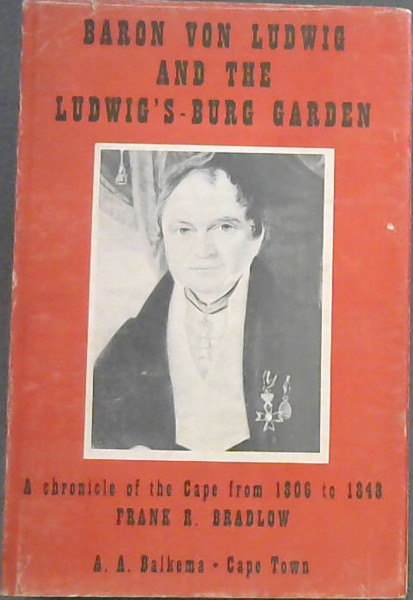 BARON VON LUDWIG
AND THE
LUDWIG'S-BURG GARDEN
A chronicle of the Cape from 1806 to 1848
FRANK R. BRADLOW
A. A. Balkema • Cape Town